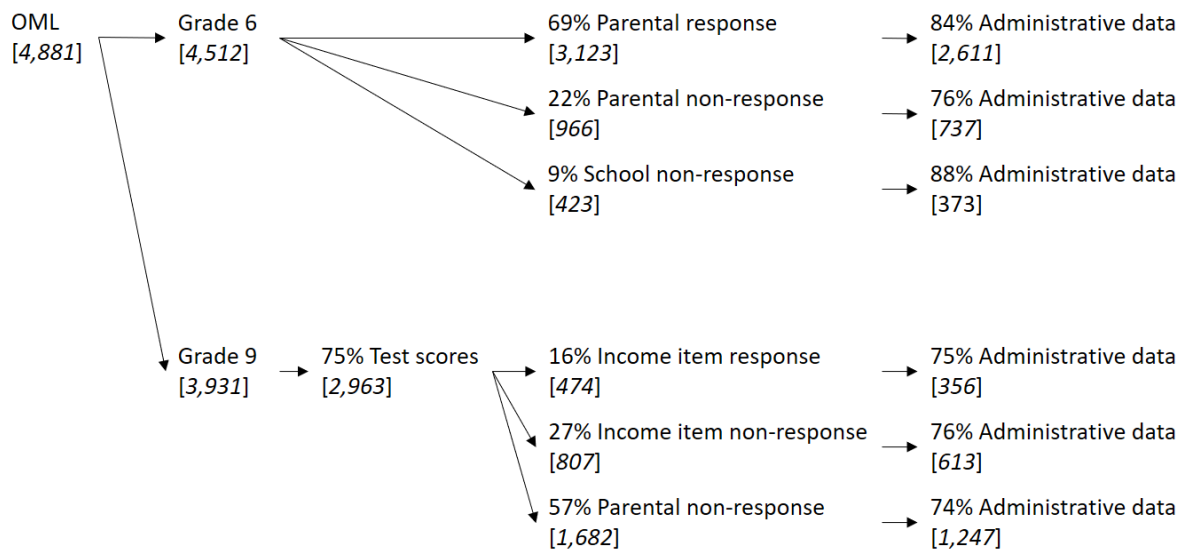 OML
[4,881]
Grade 6
[4,512]
69% Parental response
[3,123]
84% Administrative data
[2,611]
22% Parental non-response
[966]
76% Administrative data
[737]
9% School non-response
[423]
88% Administrative data
[373]
Grade 9
[3,931]
75% Test scores
[2,963]
16% Income item response
[474]
75% Administrative data
[356]
27% Income item non-response
[807]
76% Administrative data
[613]
57% Parental non-response
[1,682]
74% Administrative data
[1,247]